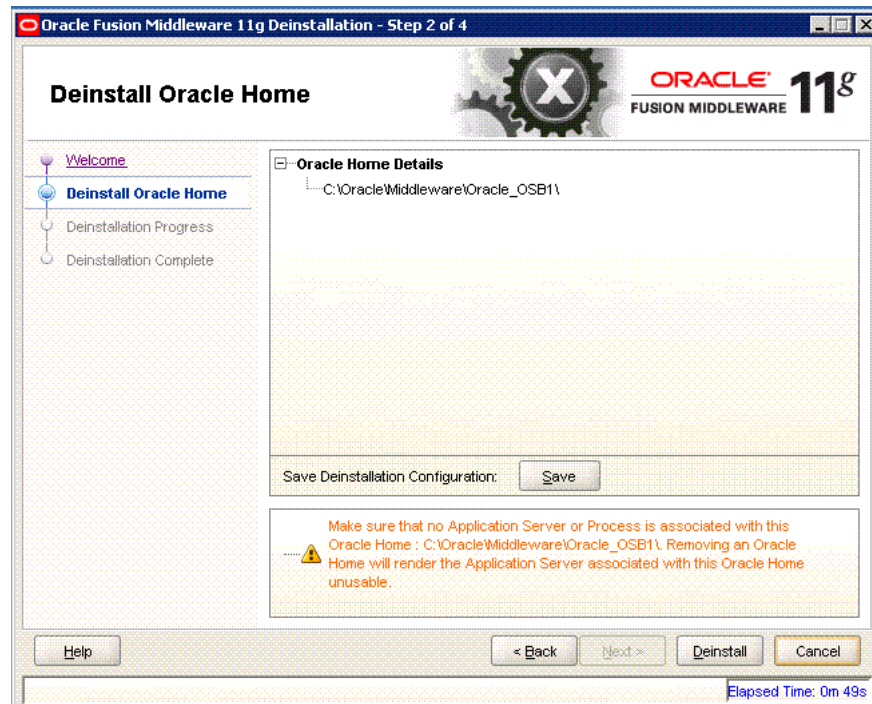 Oracle Fusion Middleware 11g Deinstallation - Step 2 of 4
Deinstall Oracle Home
ORACLE
FUSION MIDDLEWARE
11g
Welcome
Deinstall Oracle Home
Deinstallation Progress
Deinstallation Complete
Oracle Home Details
C:\Oracle\Middleware\Oracle_OSB1\
Save Deinstallation Configuration:
Save
Make sure that no Application Server or Process is associated with this
Oracle Home : C:\Oracle\Middleware\Oracle_OSB1\. Removing an Oracle
Home will render the Application Server associated with this Oracle Home
unusable.
Help
< Back
Next >
Deinstall
Cancel
Elapsed Time: 0m 49s